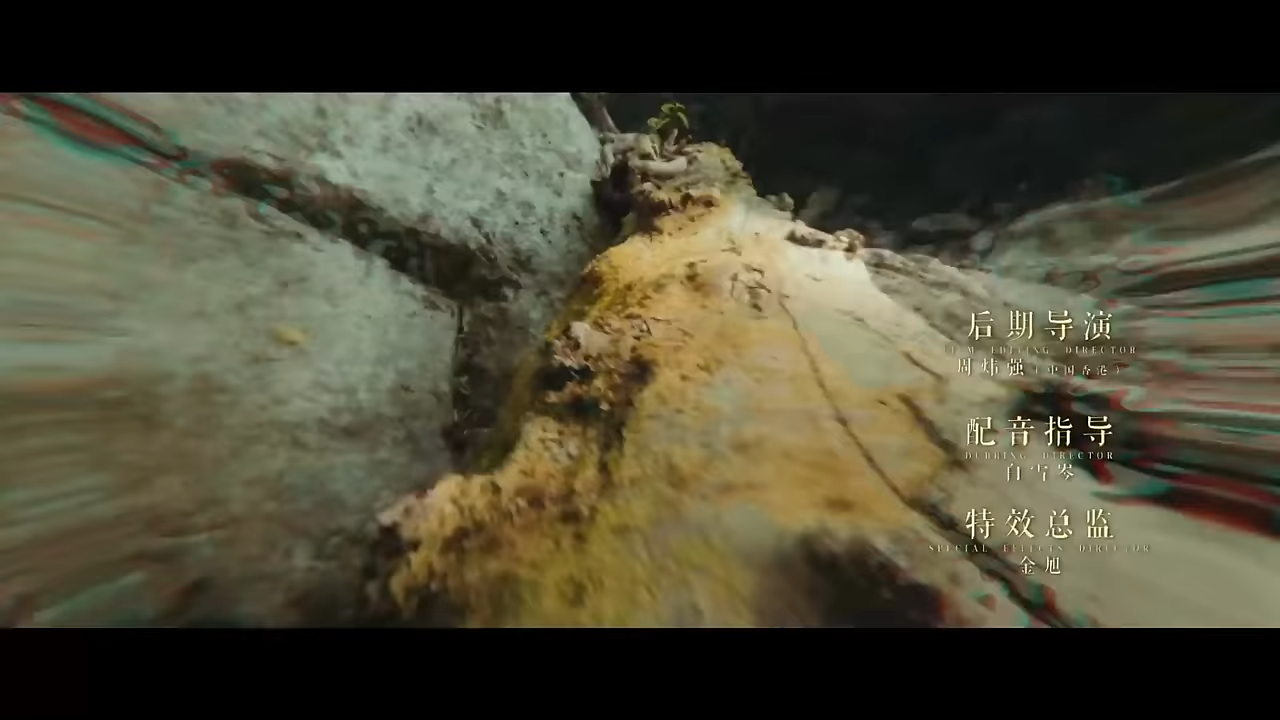 后期导演
EDITING DIRECTOR
周炜强（中国香港）
配音指导
DUBBING DIRECTOR
白雪岑
特效总监
SPECIAL EFFECTS DIRECTOR
金旭